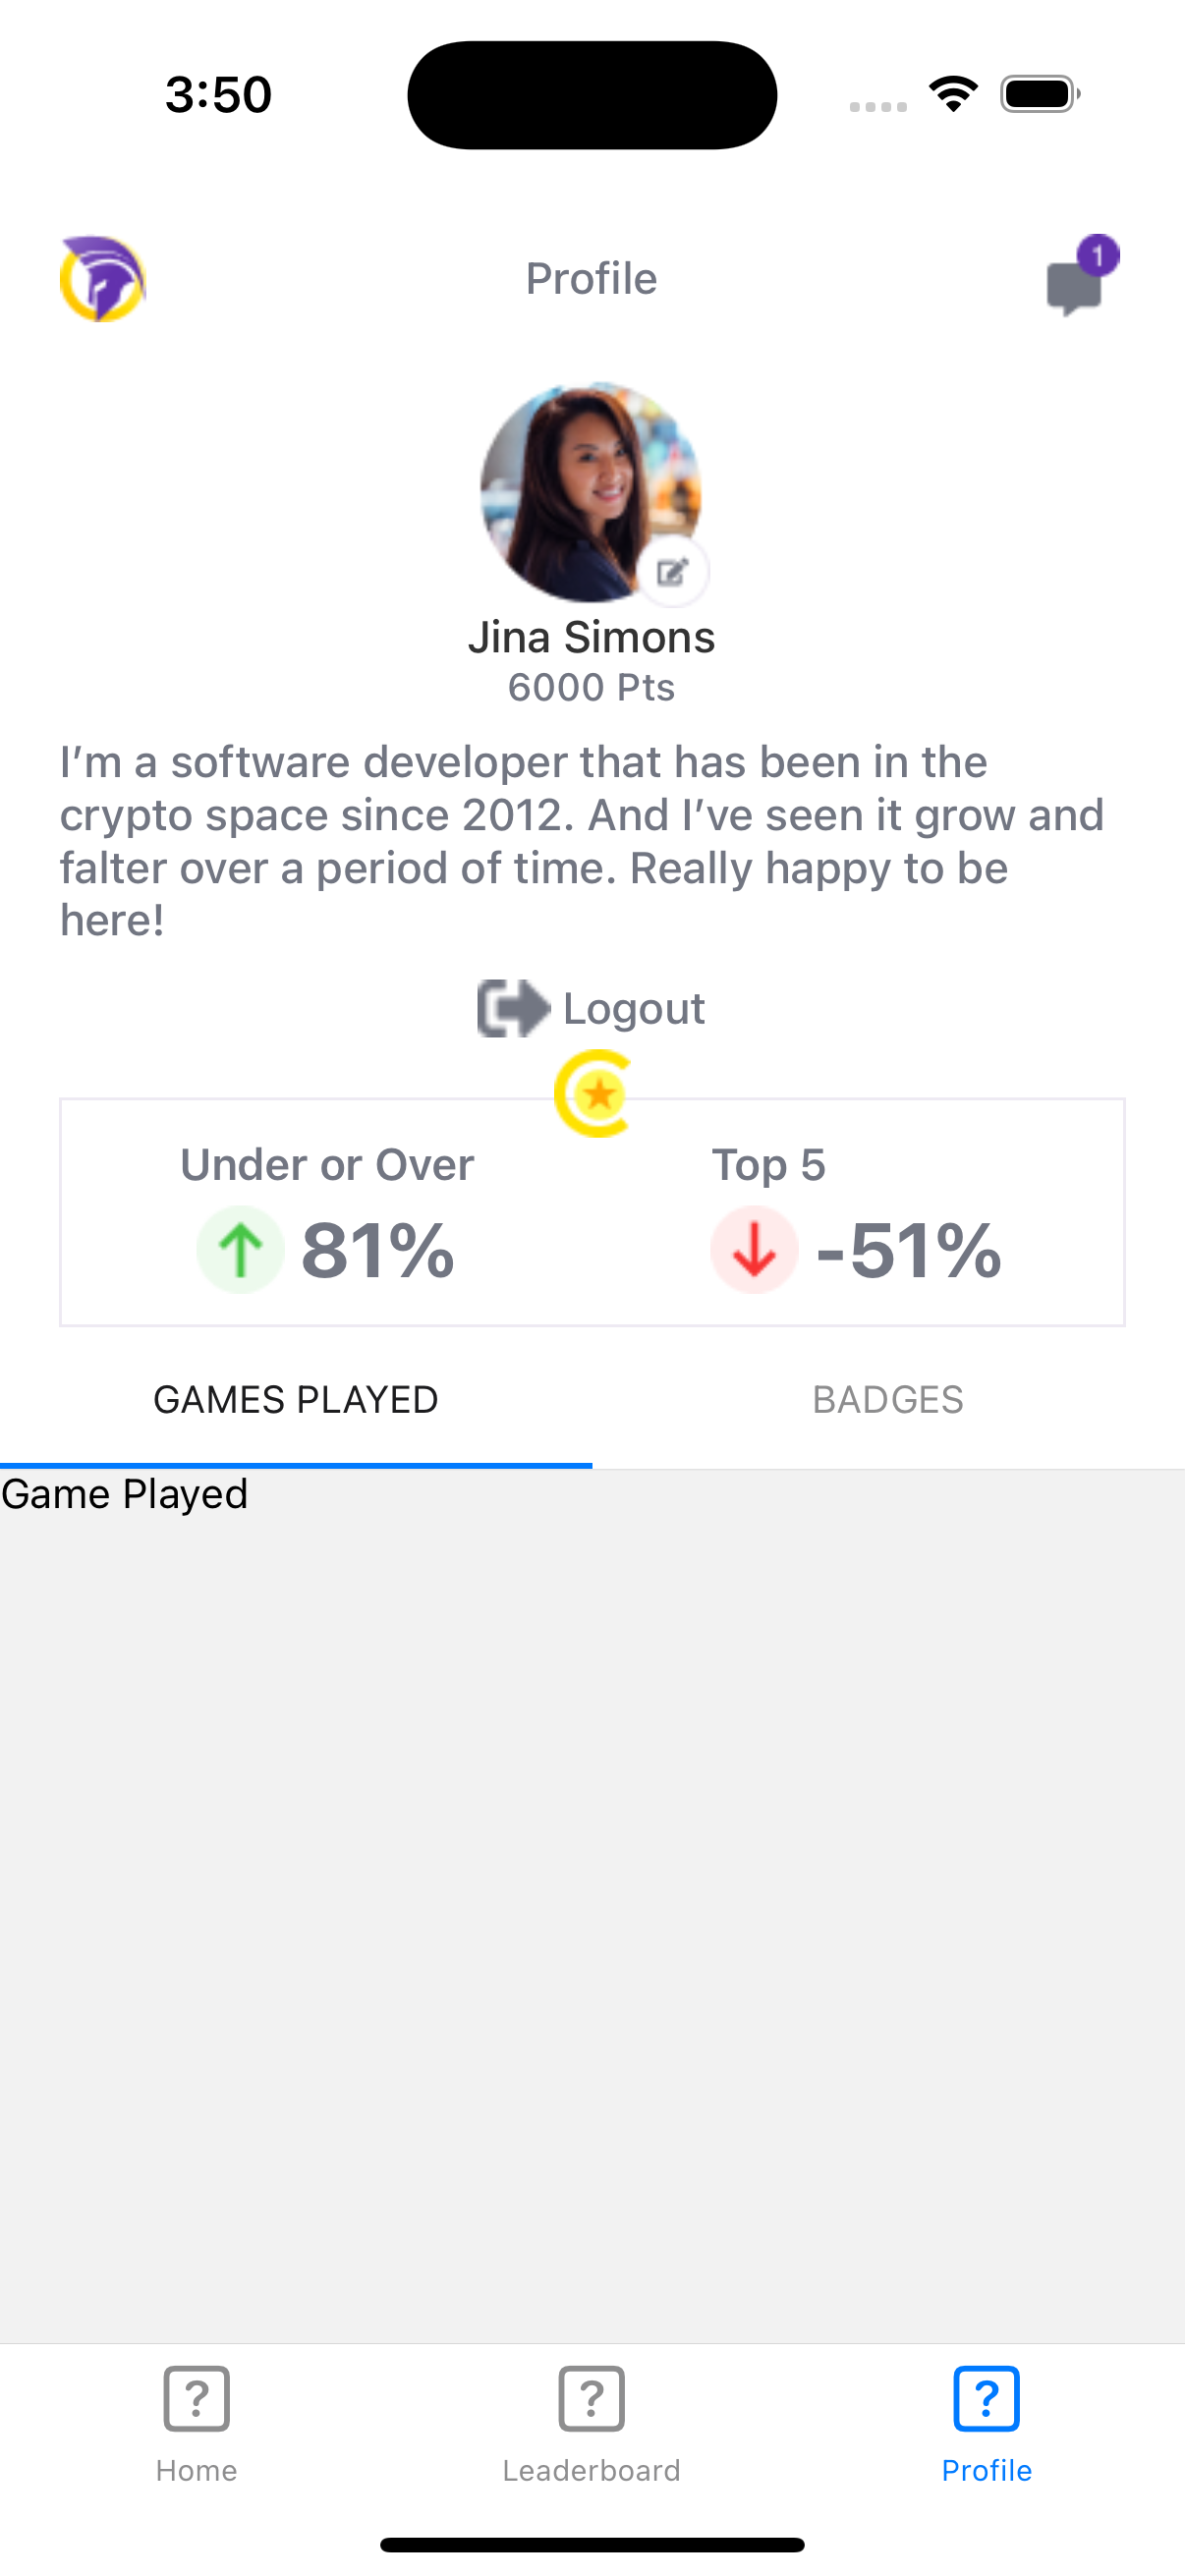 3:50
Profile
1
Jina Simons
6000 Pts
I’m a software developer that has been in the
crypto space since 2012. And I’ve seen it grow and
falter over a period of time. Really happy to be
here!
Logout
Under or Over
Top 5
81%
-51%
GAMES PLAYED
BADGES
Game Played
?
?
?
Home
Leaderboard
Profile